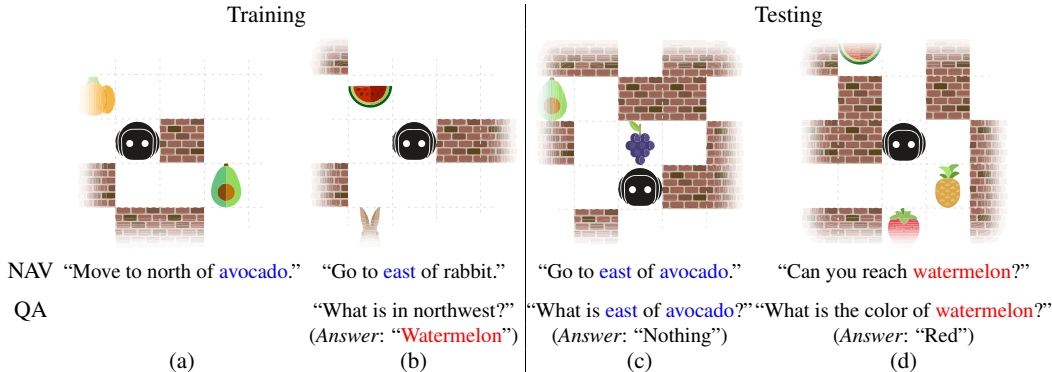 Training
Testing
NAV
“Move to north of avocado.”
“Go to east of rabbit.”
“Go to east of avocado.”
“Can you reach watermelon?”
QA
“What is in northwest?”
“What is east of avocado?”
“What is the color of watermelon?”
(Answer: “Watermelon”)
(Answer: “Nothing”)
(Answer: “Red”)
(a)
(b)
(c)
(d)